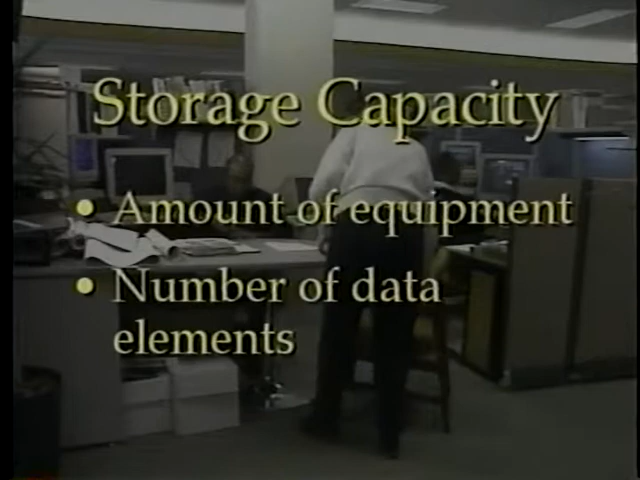 Storage Capacity
• Amount of equipment
• Number of data
elements